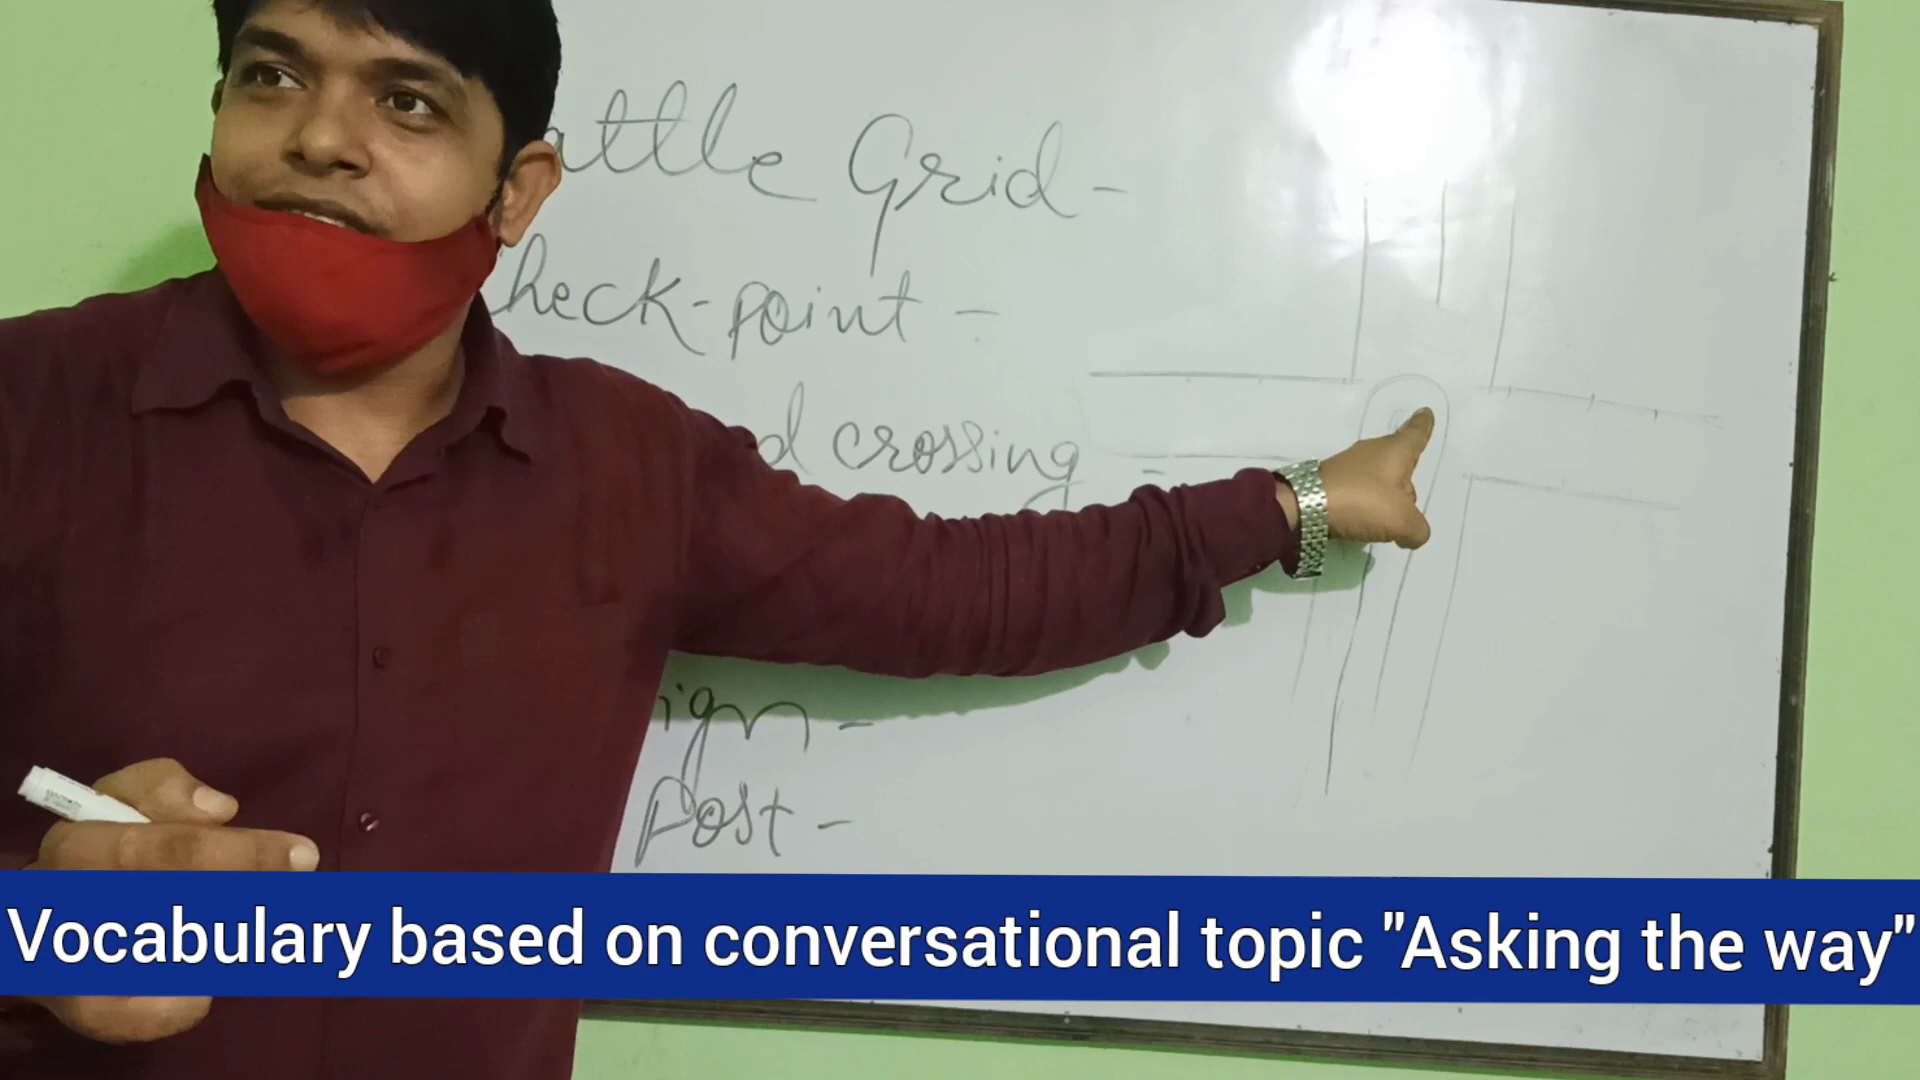 attle Grid-
heck-point -
d crossing -
ign -
Post -
Vocabulary based on conversational topic "Asking the way"